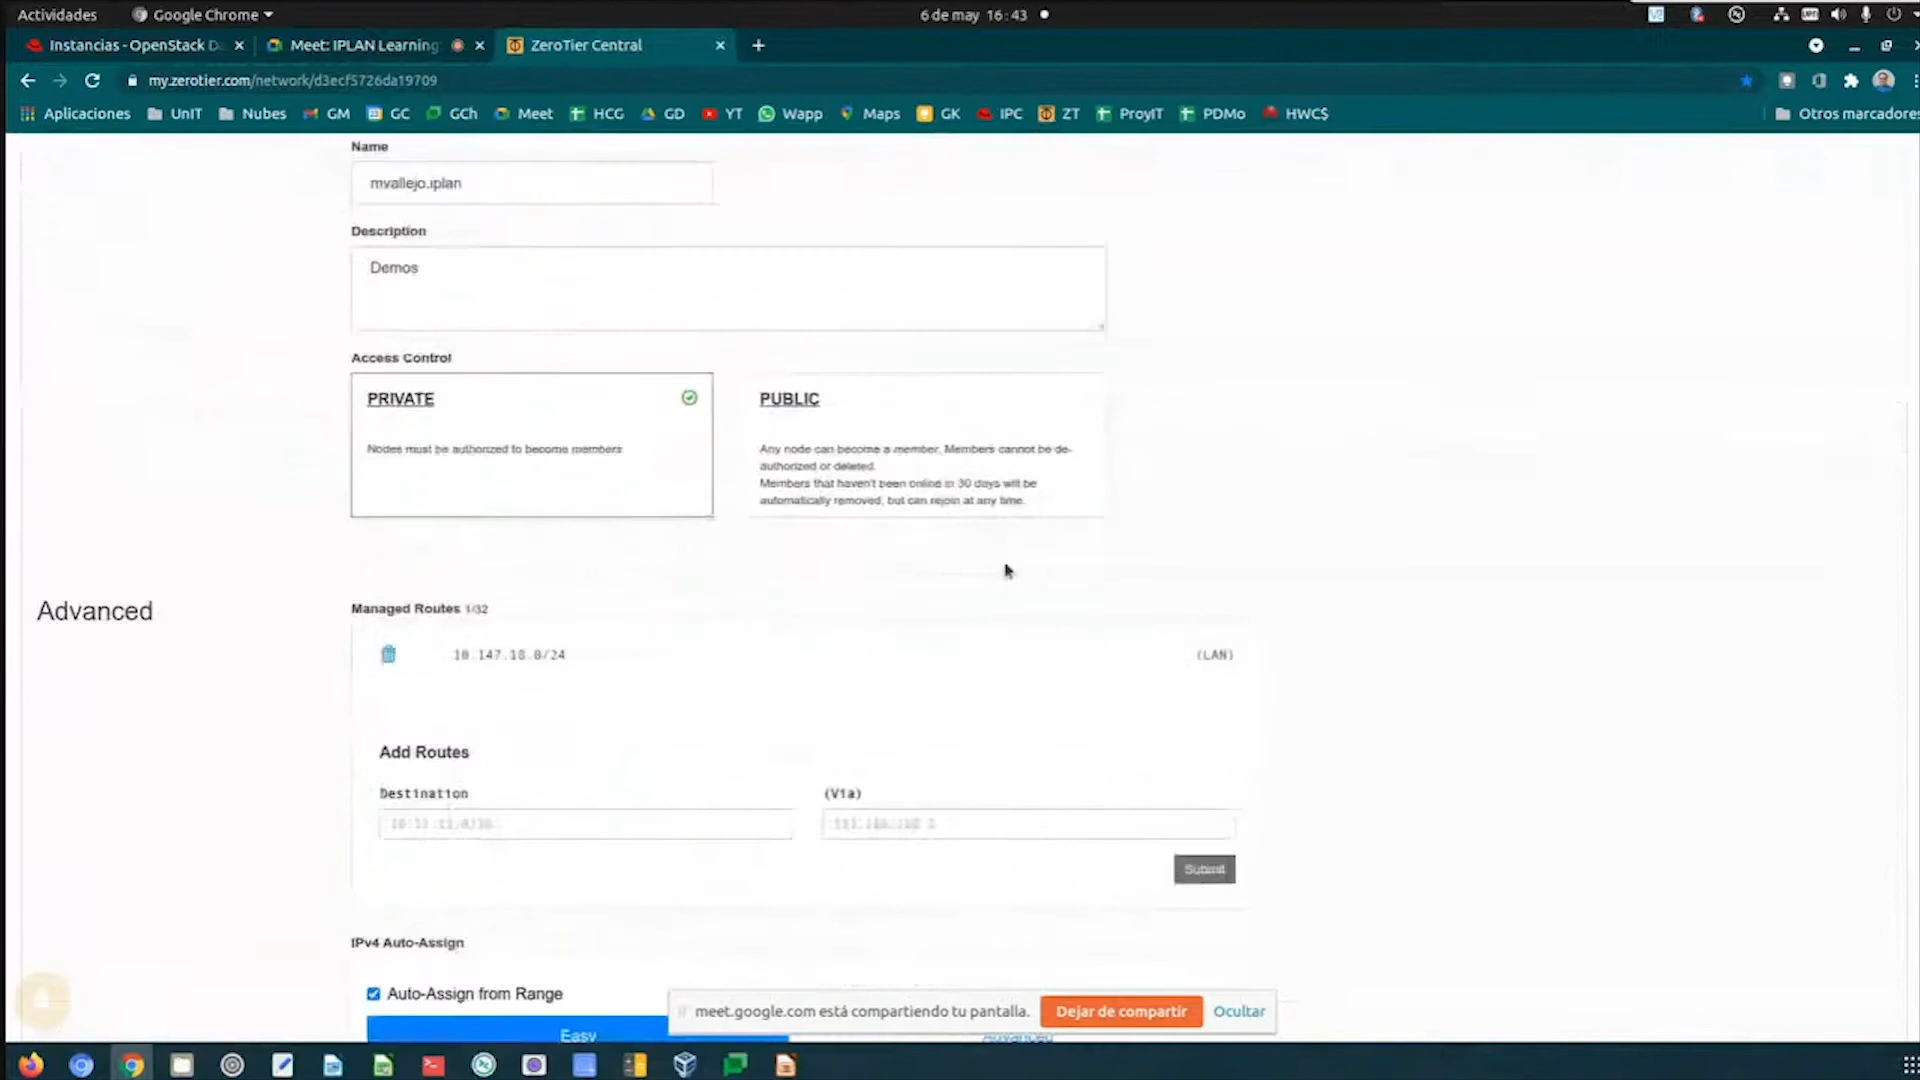 Actividades
Google Chrome
6 de may 16:43
Instancias - OpenStack D
Meet: IPLAN Learning
ZeroTier Central
my.zerotier.com/network/d3ecf5726da19709
Aplicaciones
UnIT
Nubes
GM
GC
GCh
Meet
HCG
GD
YT
Wapp
Maps
GK
IPC
ZT
ProyIT
PDMo
HWC$
Otros marcadores
Name
mvallejo.iplan
Description
Demos
Access Control
PRIVATE
Nodes must be authorized to become members
PUBLIC
Any node can become a member. Members cannot be de-
authorized or deleted.
Members that haven't been online in 30 days will be
automatically removed, but can rejoin at any time.
Advanced
Managed Routes 1/32
10.147.18.0/24
(LAN)
Add Routes
Destination
(Via)
Submit
IPv4 Auto-Assign
Auto-Assign from Range
Easy
Advanced
meet.google.com está compartiendo tu pantalla.
Dejar de compartir
Ocultar